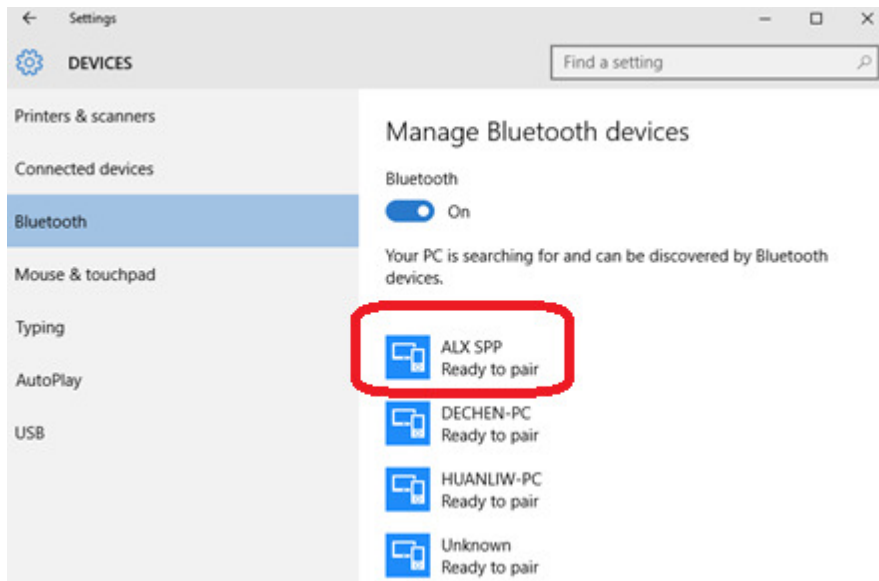 Settings
DEVICES
Find a setting
Printers & scanners
Connected devices
Bluetooth
Mouse & touchpad
Typing
AutoPlay
USB
Manage Bluetooth devices
Bluetooth
On
Your PC is searching for and can be discovered by Bluetooth
devices.
ALX SPP
Ready to pair
DECHEN-PC
Ready to pair
HUANLIW-PC
Ready to pair
Unknown
Ready to pair